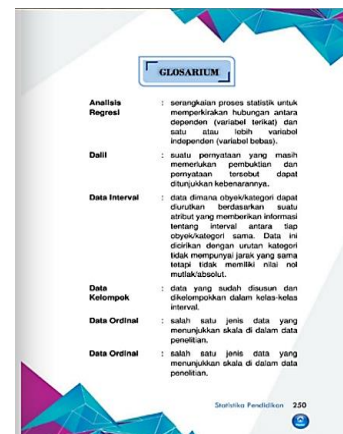 GLOSARIUM
Analisis Regresi : serangkaian proses statistik untuk
memperkirakan hubungan antara
dependen (variabel terikat) dan
satu atau lebih variabel
independen (variabel bebas).
Dalil : suatu pernyataan yang masih
memerlukan pembuktian dan
pernyataan tersebut dapat
ditunjukkan kebenarannya.
Data Interval : data dimana obyek/kategori dapat
diurutkan berdasarkan suatu
atribut yang memberikan informasi
tentang interval antara tiap
obyek/kategori sama. Data ini
dicirikan dengan urutan kategori
tidak mempunyai jarak yang sama
tetapi tidak memiliki nilai nol
mutlak/absolut.
Data Kelompok : data yang sudah disusun dan
dikelompokkan dalam kelas-kelas
interval.
Data Ordinal : salah satu jenis data yang
menunjukkan skala di dalam data
penelitian.
Data Ordinal : salah satu jenis data yang
menunjukkan skala di dalam data
penelitian.
Statistika Pendidikan 250